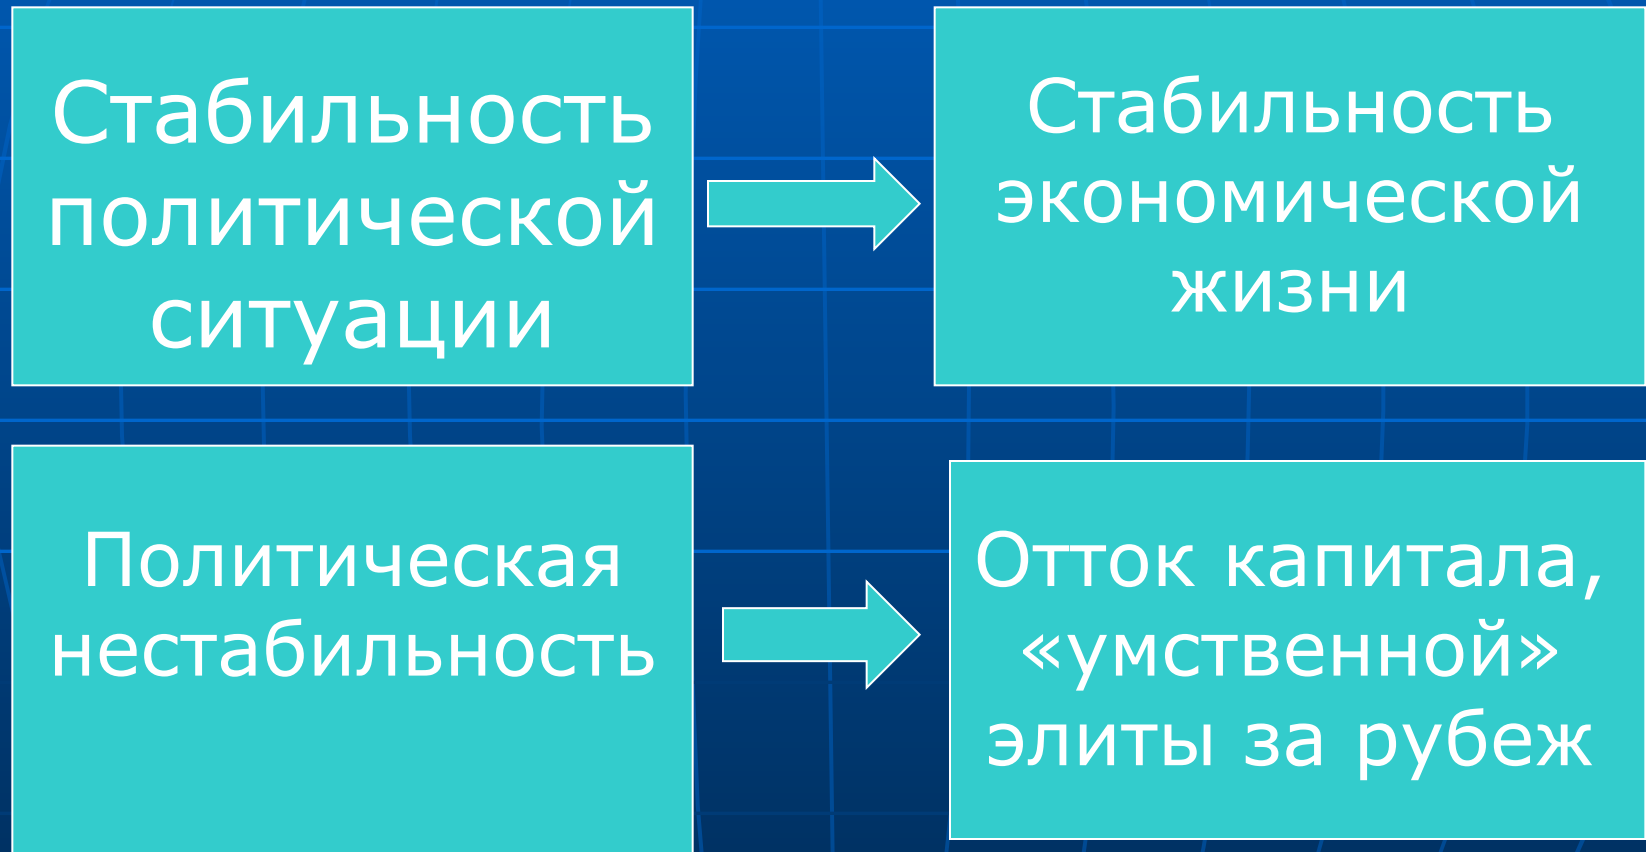 Стабильность
политической
ситуации
Стабильность
экономической
жизни
Политическая
нестабильность
Отток капитала,
«умственной»
элиты за рубеж